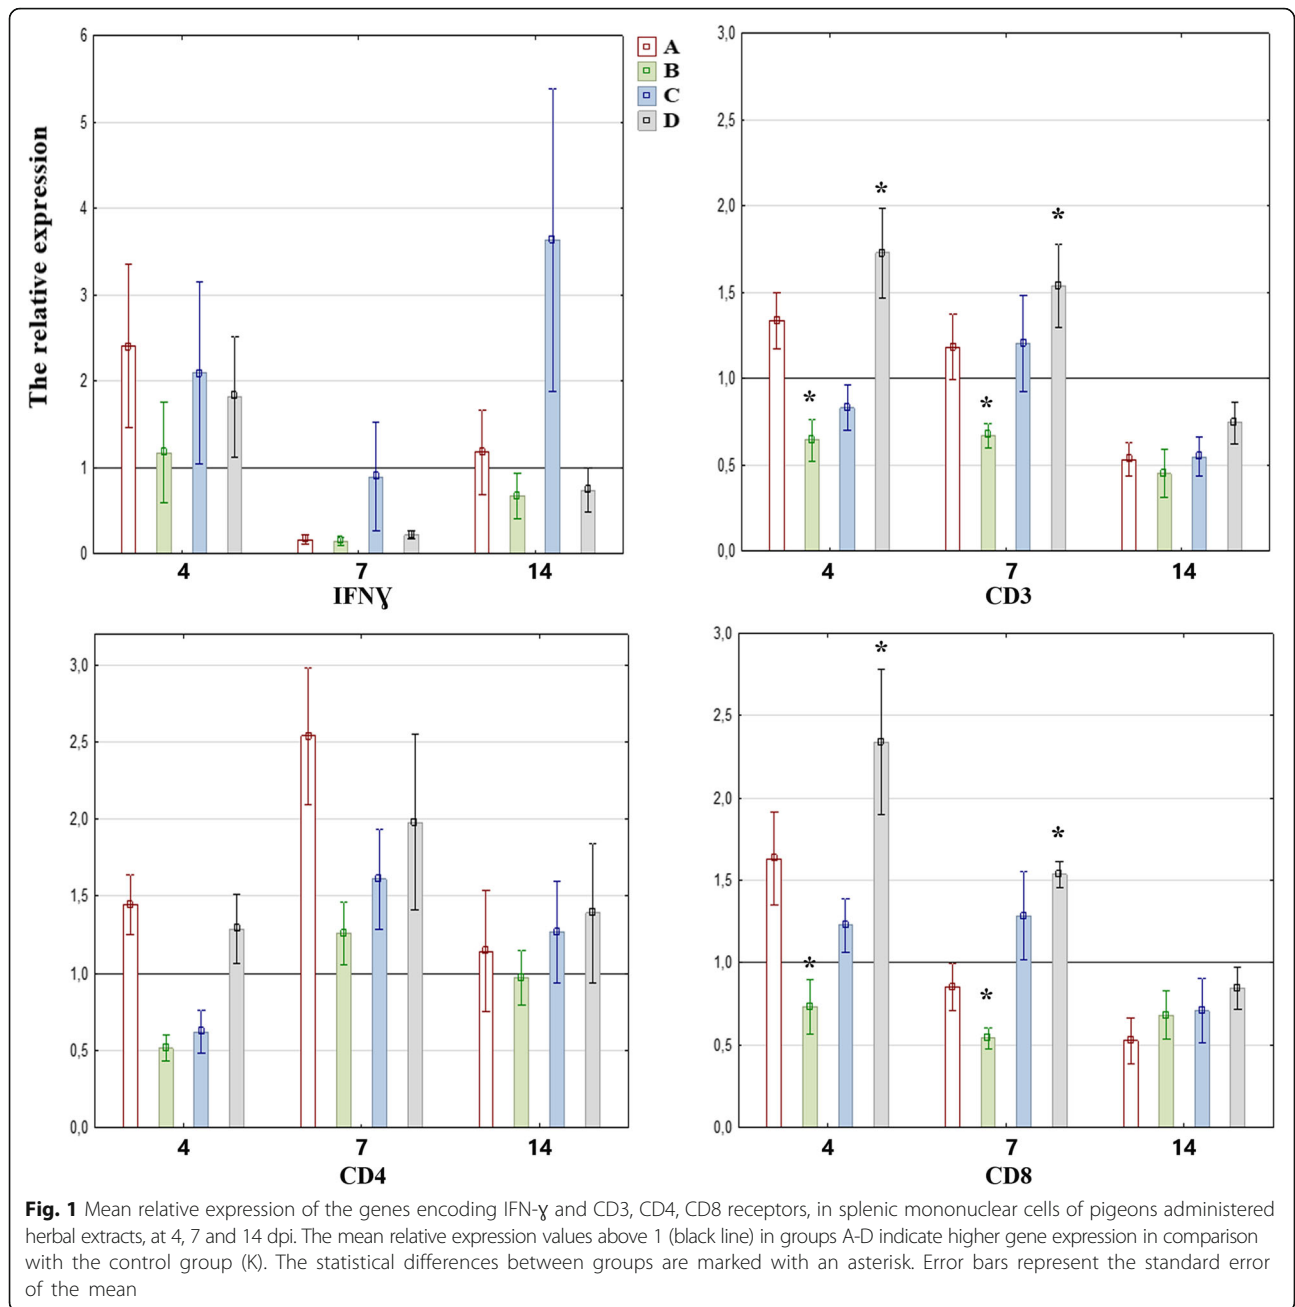 The relative expression
6
5
4
3
2
1
0
4 7 14
IFNɣ
A
B
C
D
3,0
2,5
2,0
1,5
1,0
0,5
0,0
* * * *
4 7 14
CD3
3,0
2,5
2,0
1,5
1,0
0,5
0,0
4 7 14
CD4
3,0
2,5
2,0
1,5
1,0
0,5
0,0
* * * *
4 7 14
CD8
Fig. 1 Mean relative expression of the genes encoding IFN-ɣ and CD3, CD4, CD8 receptors, in splenic mononuclear cells of pigeons administered
herbal extracts, at 4, 7 and 14 dpi. The mean relative expression values above 1 (black line) in groups A-D indicate higher gene expression in comparison
with the control group (K). The statistical differences between groups are marked with an asterisk. Error bars represent the standard error
of the mean